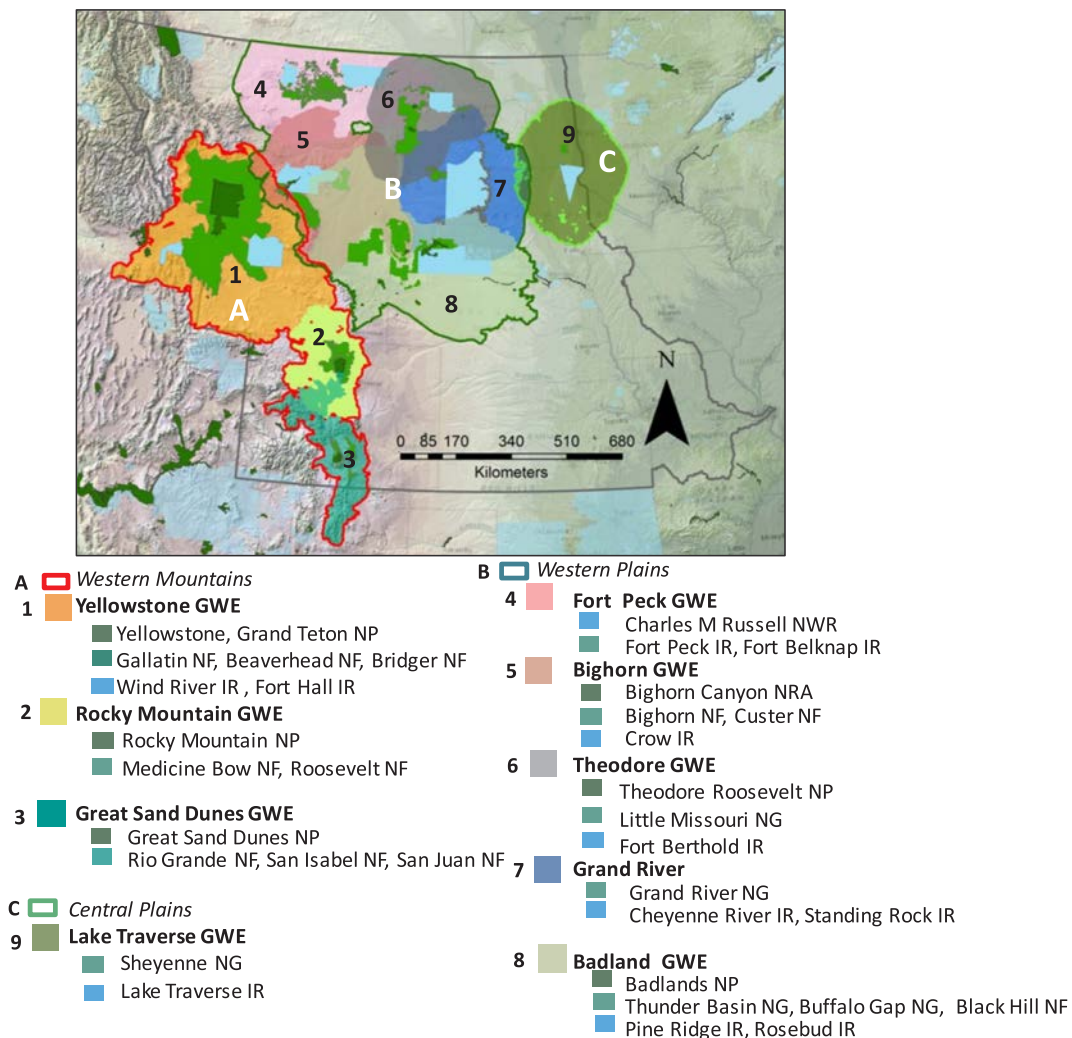 4
6
5
9
C
B
7
1
A
8
2
N
3
0 85 170 340 510 680
Kilometers
A Western Mountains
1 Yellowstone GWE
Yellowstone, Grand Teton NP
Gallatin NF, Beaverhead NF, Bridger NF
Wind River IR , Fort Hall IR
2 Rocky Mountain GWE
Rocky Mountain NP
Medicine Bow NF, Roosevelt NF
3 Great Sand Dunes GWE
Great Sand Dunes NP
Rio Grande NF, San Isabel NF, San Juan NF
C Central Plains
9 Lake Traverse GWE
Sheyenne NG
Lake Traverse IR
B Western Plains
4 Fort Peck GWE
Charles M Russell NWR
Fort Peck IR, Fort Belknap IR
5 Bighorn GWE
Bighorn Canyon NRA
Bighorn NF, Custer NF
Crow IR
6 Theodore GWE
Theodore Roosevelt NP
Little Missouri NG
Fort Berthold IR
7 Grand River
Grand River NG
Cheyenne River IR, Standing Rock IR
8 Badland GWE
Badlands NP
Thunder Basin NG, Buffalo Gap NG, Black Hill NF
Pine Ridge IR, Rosebud IR